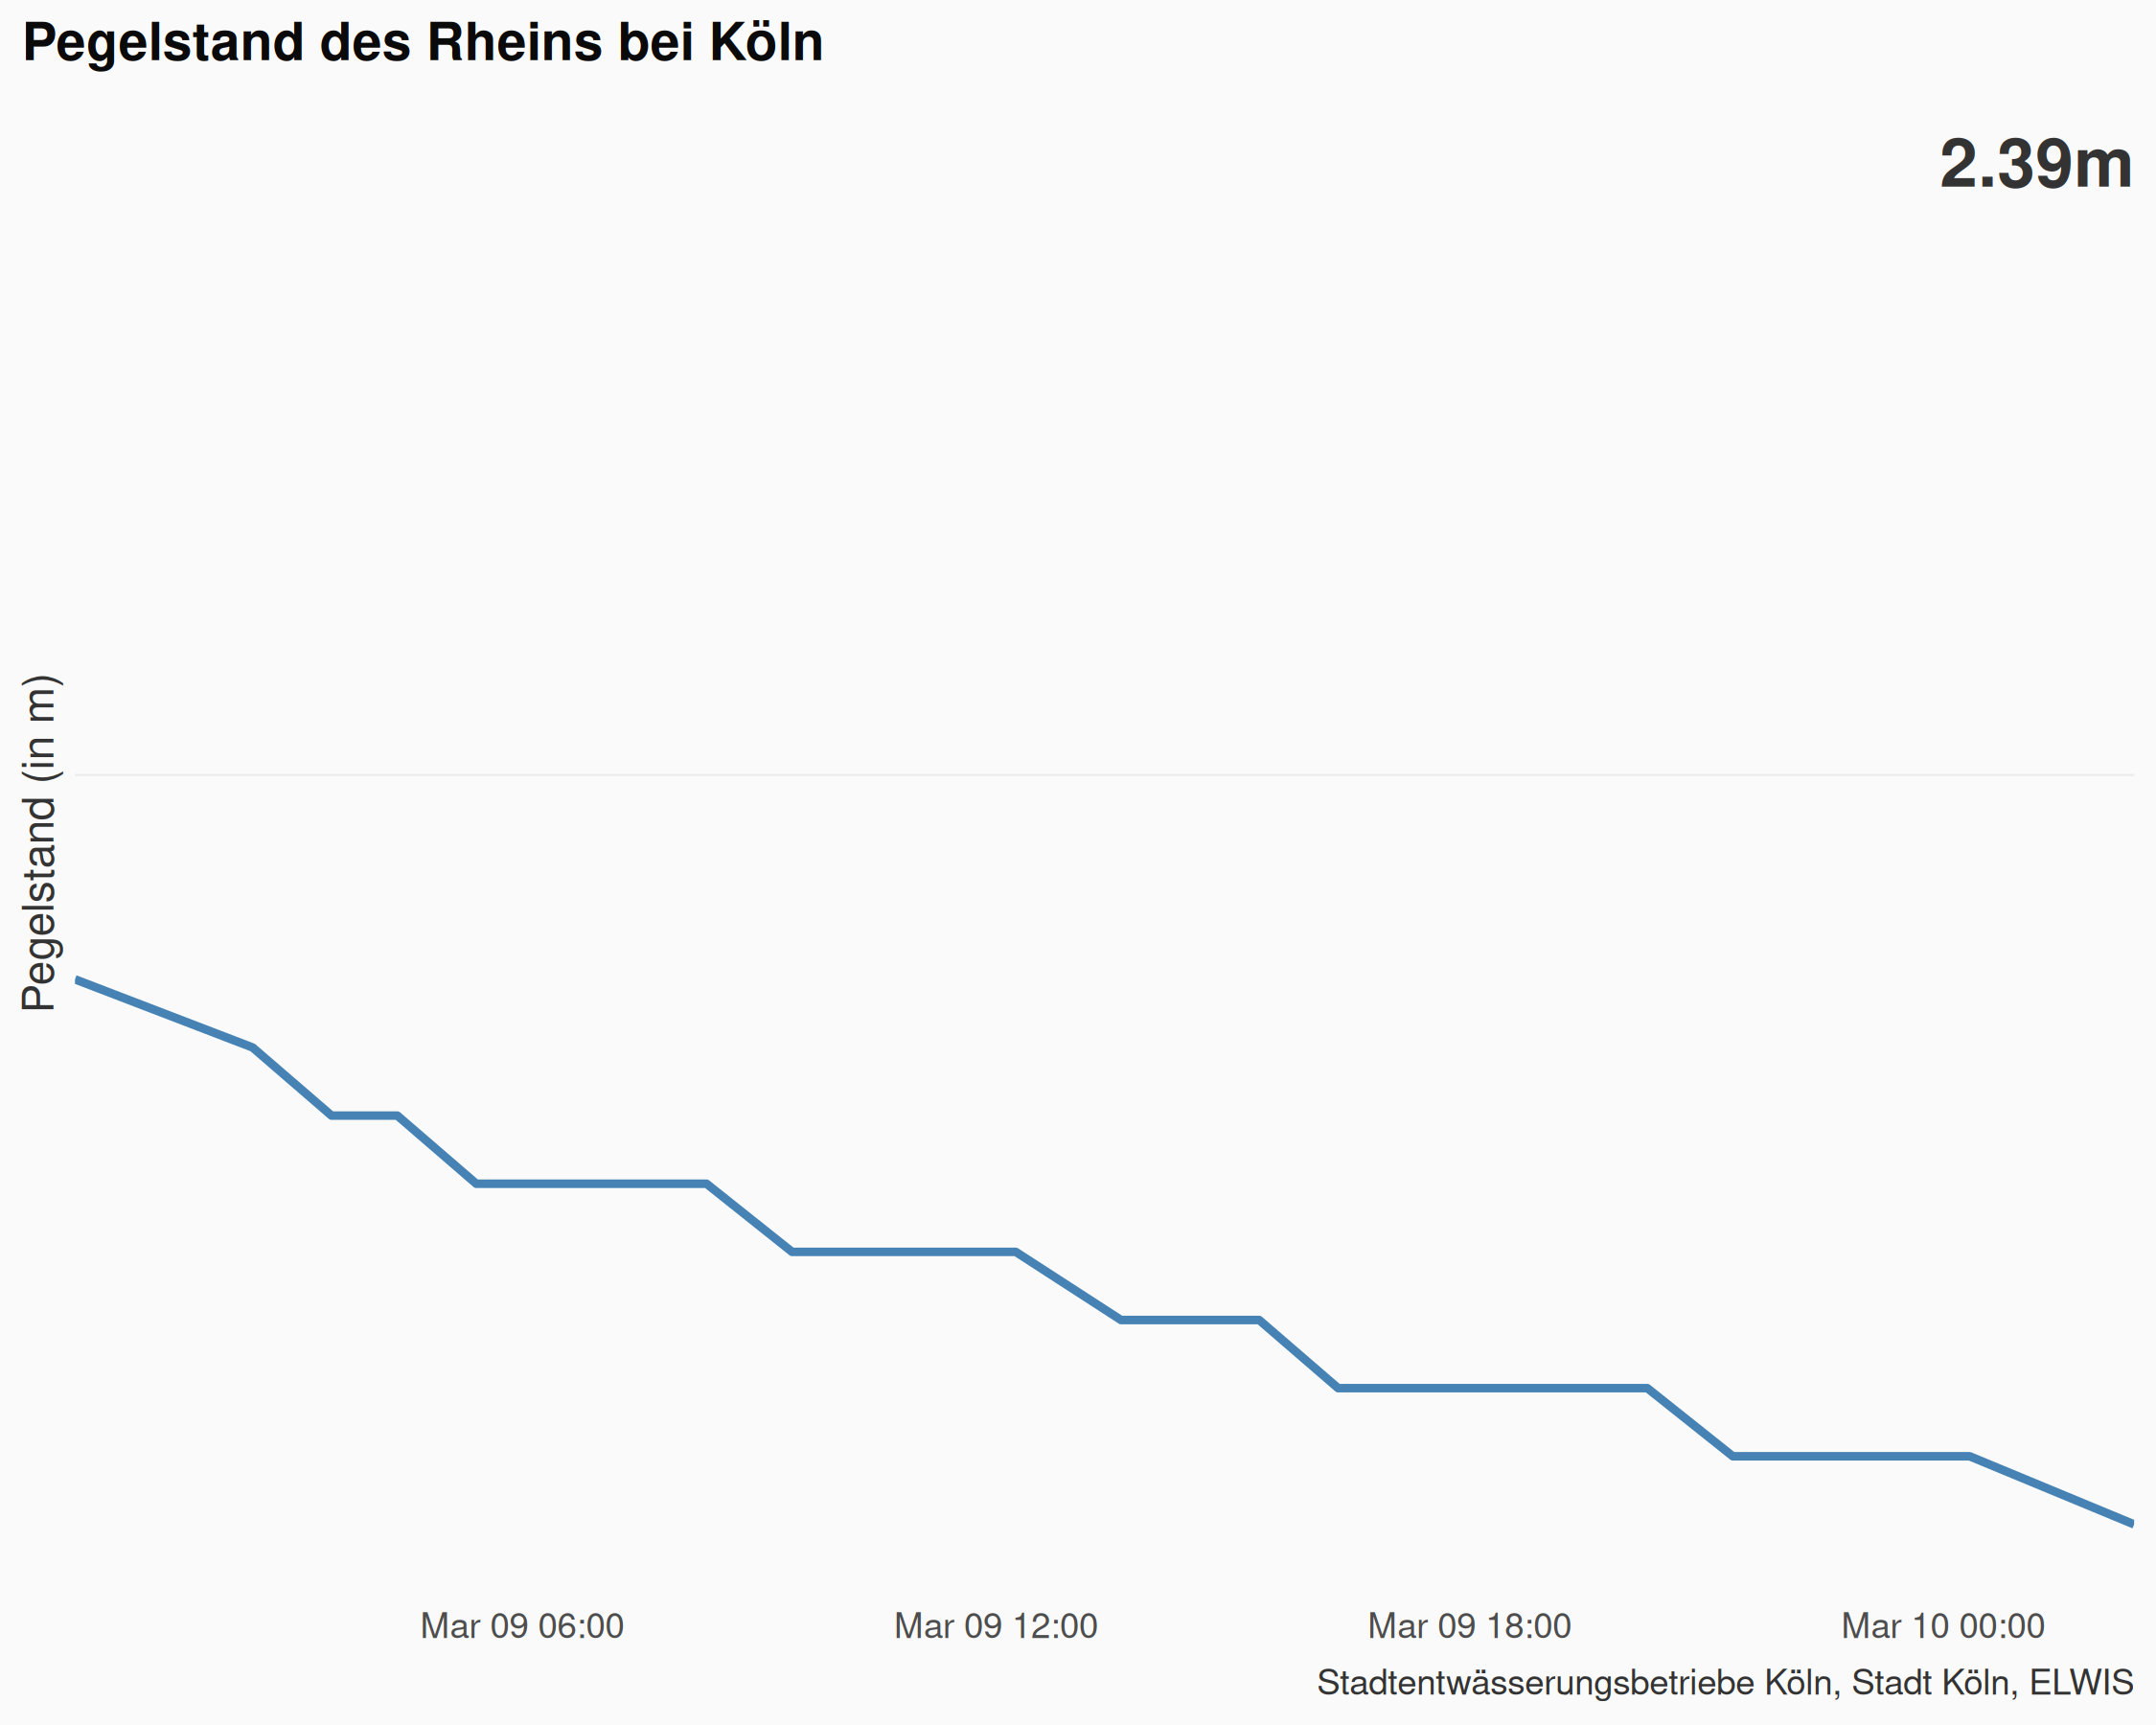 Pegelstand des Rheins bei Köln
2.39m
Pegelstand (in m)
Mar 09 06:00
Mar 09 12:00
Mar 09 18:00
Mar 10 00:00
Stadtentwässerungsbetriebe Köln, Stadt Köln, ELWIS